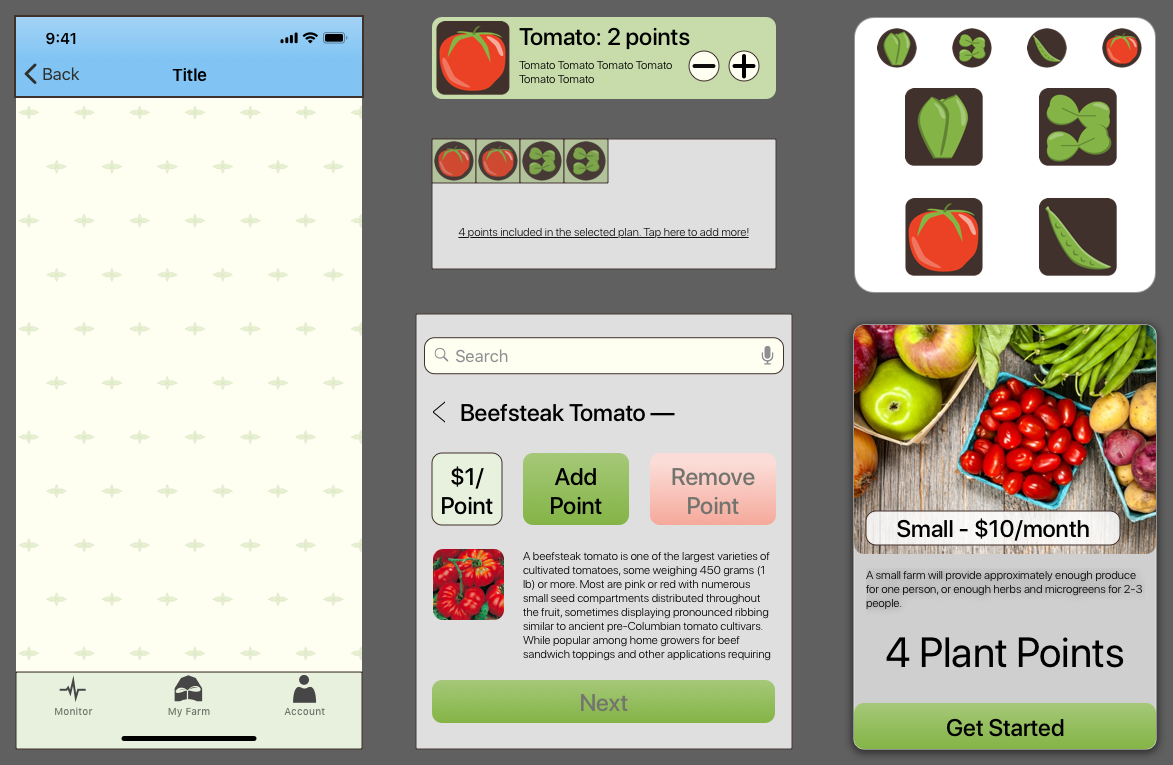 9:41
Back
Title
Monitor
My Farm
Account
Tomato: 2 points
Tomato Tomato Tomato Tomato
Tomato Tomato
4 points included in the selected plan. Tap here to add more!
Search
Beefsteak Tomato —
$1/
Point
Add
Point
Remove
Point
A beefsteak tomato is one of the largest varieties of
cultivated tomatoes, some weighing 450 grams (1
lb) or more. Most are pink or red with numerous
small seed compartments distributed throughout
the fruit, sometimes displaying pronounced ribbing
similar to ancient pre-Columbian tomato cultivars.
While popular among home growers for beef
sandwich toppings and other applications requiring
Next
Small - $10/month
A small farm will provide approximately enough produce
for one person, or enough herbs and microgreens for 2-3
people.
4 Plant Points
Get Started